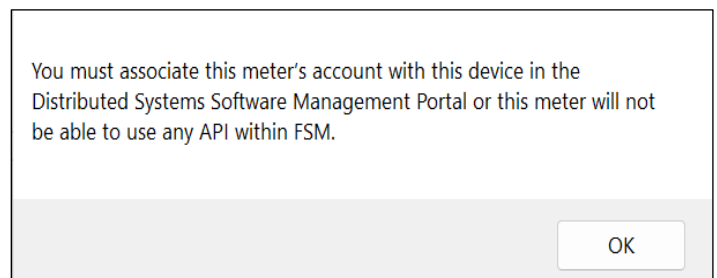 You must associate this meter's account with this device in the
Distributed Systems Software Management Portal or this meter will not
be able to use any API within FSM.
OK